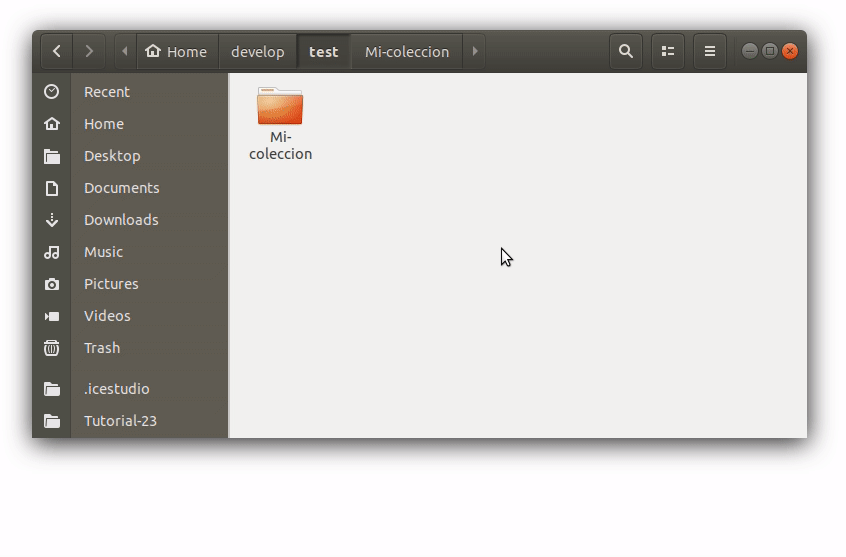 Home develop test Mi-coleccion
Recent
Home
Desktop
Documents
Downloads
Music
Pictures
Videos
Trash
.icestudio
Tutorial-23
Mi-
coleccion